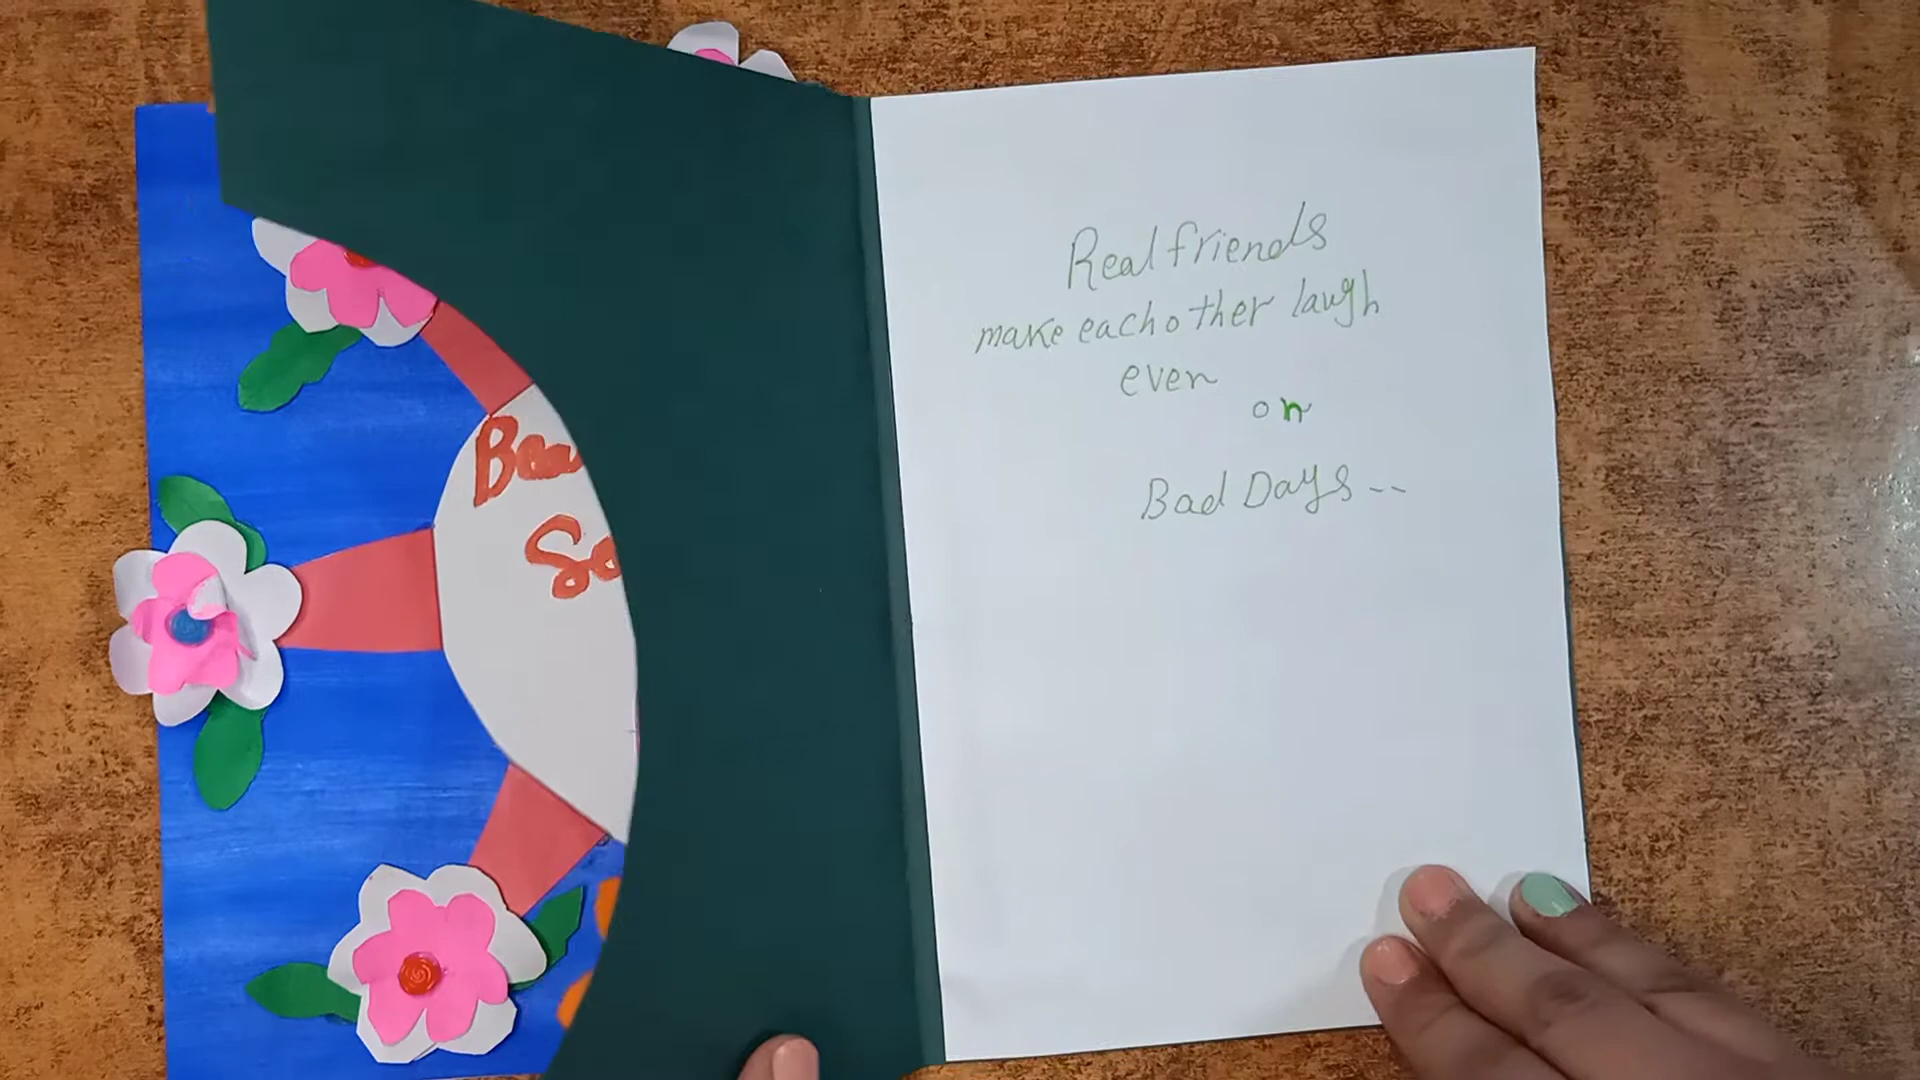 Real friends
make each other laugh
even
on
Bad Days --